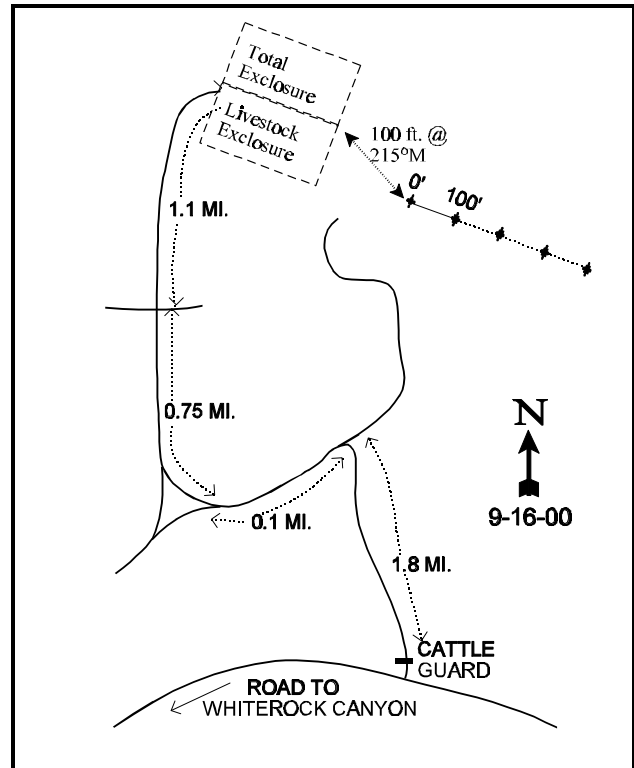 Total
Exclosure
Livestock
Exclosure
100 ft. @
215ºM
0'
100'
1.1 MI.
0.75 MI.
N
9-16-00
0.1 MI.
1.8 MI.
CATTLE
GUARD
ROAD TO
WHITEROCK CANYON